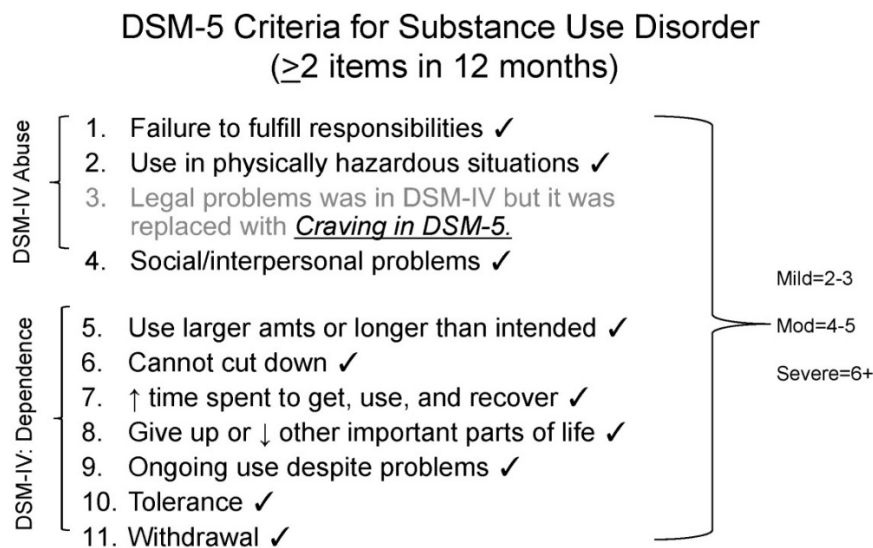 DSM-5 Criteria for Substance Use Disorder
(≥2 items in 12 months)
DSM-IV Abuse
1. Failure to fulfill responsibilities ✓
2. Use in physically hazardous situations ✓
3. Legal problems was in DSM-IV but it was
replaced with Craving in DSM-5.
4. Social/interpersonal problems ✓
DSM-IV: Dependence
5. Use larger amts or longer than intended ✓
6. Cannot cut down ✓
7. ↑ time spent to get, use, and recover ✓
8. Give up or ↓ other important parts of life ✓
9. Ongoing use despite problems ✓
10. Tolerance ✓
11. Withdrawal ✓
Mild=2-3
Mod=4-5
Severe=6+